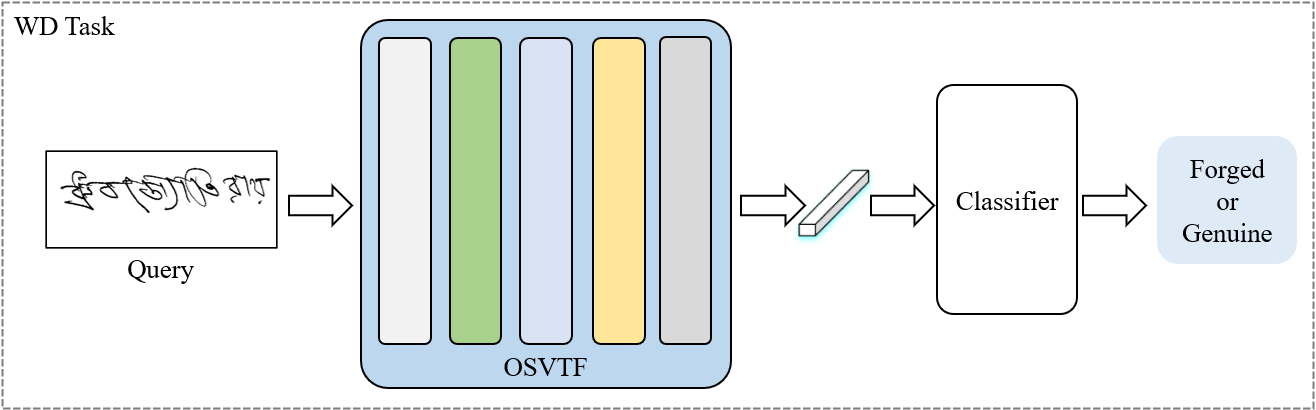 WD Task
ধ্রুব জ্যোতি রায়
Query
OSVTF
Classifier
Forged
or
Genuine